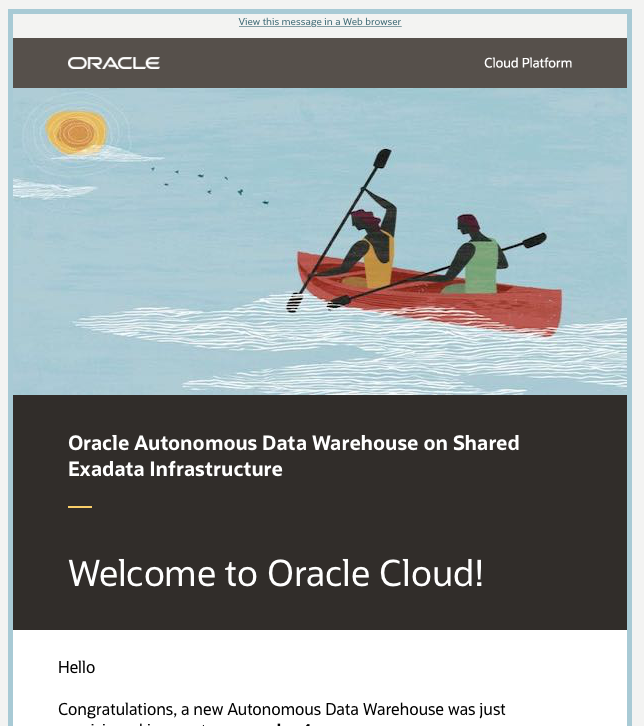 View this message in a Web browser
ORACLE
Cloud Platform
Oracle Autonomous Data Warehouse on Shared
Exadata Infrastructure
Welcome to Oracle Cloud!
Hello
Congratulations, a new Autonomous Data Warehouse was just